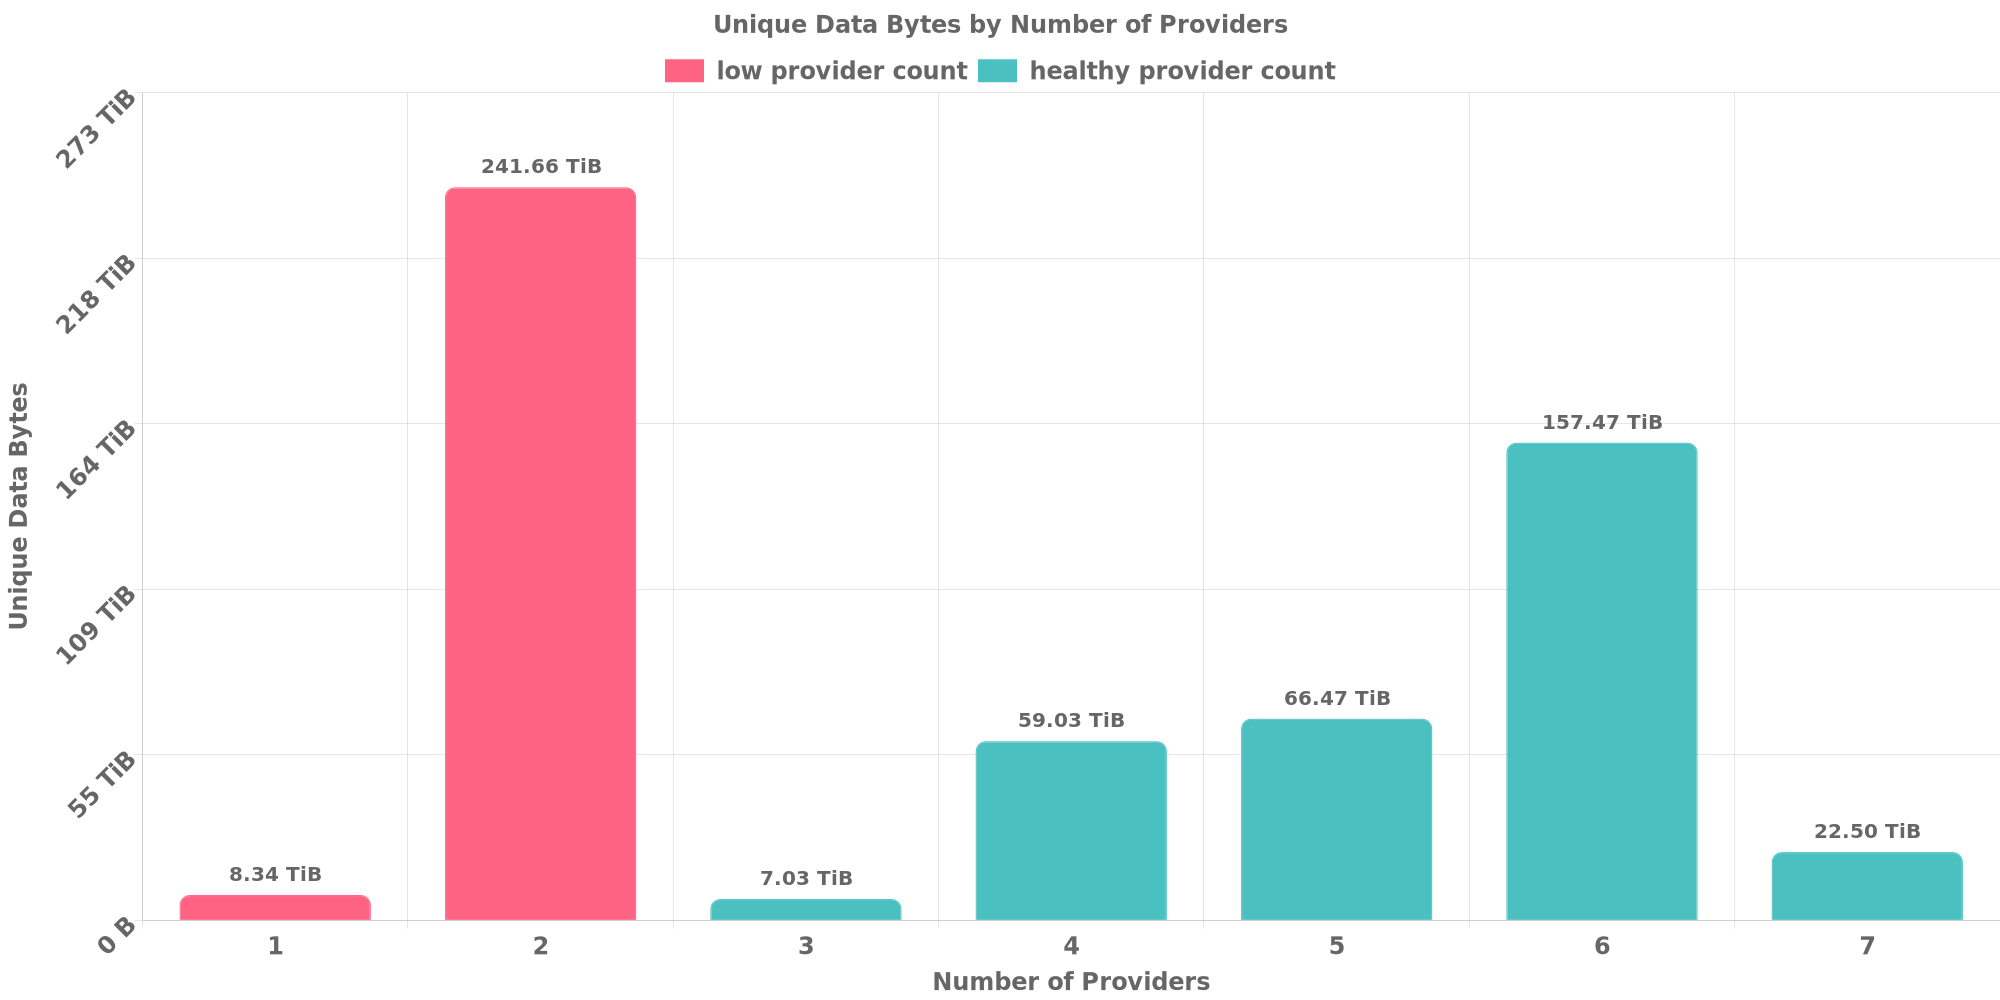 Unique Data Bytes by Number of Providers
low provider count healthy provider count
273 TiB
218 TiB
164 TiB
109 TiB
55 TiB
0 B
Unique Data Bytes
8.34 TiB
241.66 TiB
7.03 TiB
59.03 TiB
66.47 TiB
157.47 TiB
22.50 TiB
1 2 3 4 5 6 7
Number of Providers